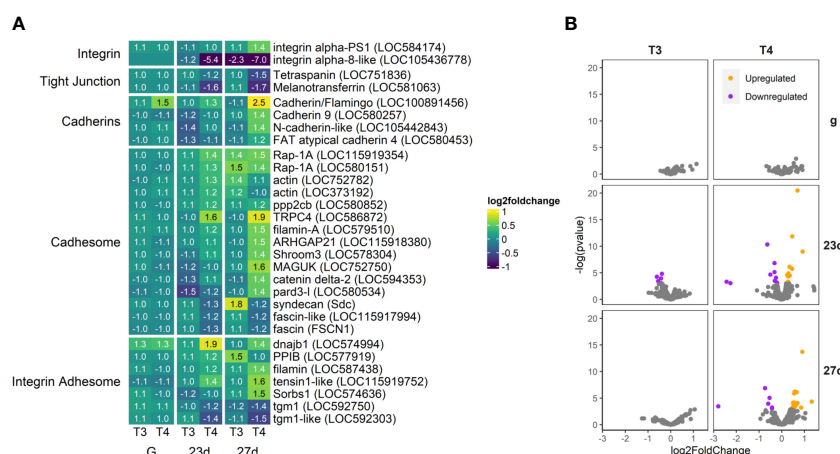 A
Integrin
1.1 1.0 -1.1 1.0 1.1 1.4 integrin alpha-PS1 (LOC584174)
-1.2 -5.4 -2.3 -7.0 integrin alpha-8-like (LOC105436778)
Tight Junction
1.0 1.0 1.0 -1.2 1.0 -1.5 Tetraspanin (LOC751836)
1.0 1.0 -1.1 -1.6 1.1 -1.7 Melanotransferrin (LOC581063)
Cadherins
1.1 1.5 -1.0 1.3 -1.1 2.5 Cadherin/Flamingo (LOC100891456)
-1.0 -1.1 -1.2 -1.0 1.1 1.4 Cadherin 9 (LOC580257)
1.0 1.0 -1.4 1.0 -1.0 1.4 N-cadherin-like (LOC105442843)
-1.0 1.0 -1.3 -1.1 -1.1 1.2 FAT atypical cadherin 4 (LOC580453)
Cadhesome
1.0 1.0 1.1 1.4 1.4 1.5 Rap-1A (LOC115919354)
1.0 -1.0 1.1 1.3 1.5 1.4 Rap-1A (LOC580151)
-1.0 1.1 1.1 1.3 1.4 1.1 actin (LOC752782)
-1.0 1.0 1.1 1.1 1.2 -1.0 actin (LOC373192)
1.0 -1.0 1.1 1.2 1.1 1.2 ppp2cb (LOC580852)
1.1 1.0 -1.0 1.6 -1.0 1.9 TRPC4 (LOC586872)
1.1 -1.0 1.1 1.1 -1.0 1.5 filamin-A (LOC579510)
1.1 -1.1 -1.0 1.1 -1.0 1.5 ARHGAP21 (LOC115918380)
1.1 1.0 -1.1 1.1 -1.0 1.4 Shroom3 (LOC578304)
1.0 -1.1 -1.2 -1.0 1.0 1.6 MAGUK (LOC752750)
-1.0 -1.0 -1.3 1.1 -1.1 1.4 catenin delta-2 (LOC594353)
-1.1 -1.0 -1.5 -1.2 -1.0 1.4 pard3-l (LOC580534)
-1.0 1.0 1.1 -1.3 1.8 -1.2 syndecan (Sdc)
-1.0 -1.0 1.0 -1.3 1.1 -1.2 fascin-like (LOC115917994)
-1.0 -1.0 1.1 -1.2 1.1 -1.2 fascin (FSCN1)
Integrin Adhesome
1.3 1.3 1.1 1.9 1.0 1.4 dnajb1 (LOC574994)
1.0 -1.0 1.1 1.2 1.5 1.0 PPIB (LOC577919)
1.1 1.0 1.0 1.2 1.1 1.4 filamin (LOC587438)
-1.1 -1.1 1.0 1.4 -1.0 1.6 tensin1-like (LOC115919752)
1.1 -1.0 -1.2 -1.0 1.1 1.5 Sorbs1 (LOC574636)
1.0 1.0 1.0 -1.2 -1.2 -1.4 tgm1 (LOC592750)
1.1 1.0 1.1 -1.4 -1.1 -1.5 tgm1-like (LOC592303)
T3 T4 T3 T4 T3 T4
G 23d 27d
log2foldchange
1
0.5
0
-0.5
-1
B
T3 T4
Upregulated
Downregulated
g
23d
27d
-log(pvalue)
20
15
10
5
0
20
15
10
5
0
20
15
10
5
0
-3 -2 -1 0 1 2 -3 -2 -1 0 1 2
log2FoldChange